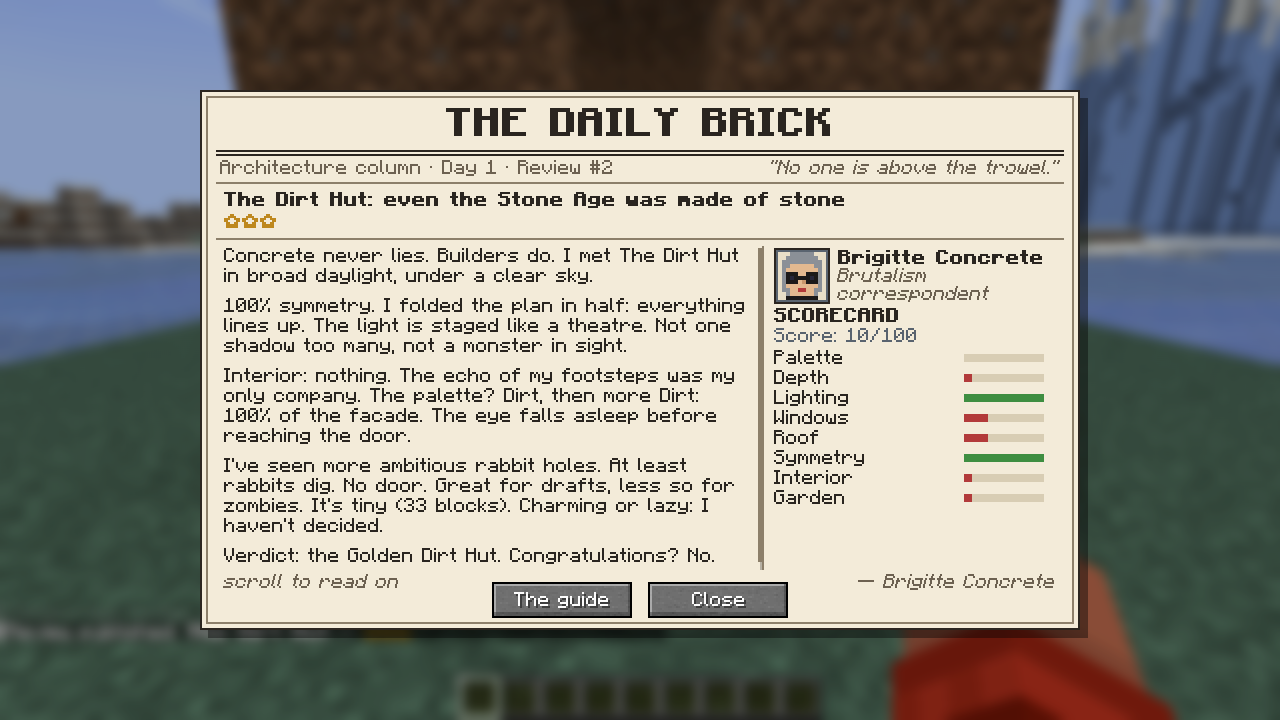 THE DAILY BRICK
Architecture column · Day 1 · Review #2
"No one is above the trowel."
The Dirt Hut: even the Stone Age was made of stone
Concrete never lies. Builders do. I met The Dirt Hut
in broad daylight, under a clear sky.
100% symmetry. I folded the plan in half: everything
lines up. The light is staged like a theatre. Not one
shadow too many, not a monster in sight.
Interior: nothing. The echo of my footsteps was my
only company. The palette? Dirt, then more Dirt:
100% of the facade. The eye falls asleep before
reaching the door.
I've seen more ambitious rabbit holes. At least
rabbits dig. No door. Great for drafts, less so for
zombies. It's tiny (33 blocks). Charming or lazy: I
haven't decided.
Verdict: the Golden Dirt Hut. Congratulations? No.
scroll to read on
Brigitte Concrete
Brutalism
correspondent
SCORECARD
Score: 10/100
Palette
Depth
Lighting
Windows
Roof
Symmetry
Interior
Garden
— Brigitte Concrete
The guide
Close